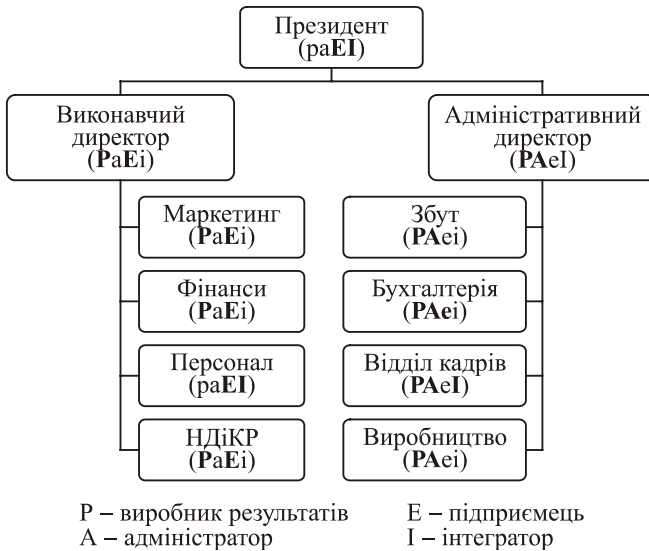 Президент
(paEI)
Виконавчий
директор
(PaEi)
Адміністративний
директор
(PAeI)
Маркетинг
(PaEi)
Збут
(PAei)
Фінанси
(PaEi)
Бухгалтерія
(PAei)
Персонал
(paEI)
Відділ кадрів
(PAeI)
НДіКР
(PaEi)
Виробництво
(PAei)
P – виробник результатів
E – підприємець
A – адміністратор
I – інтегратор